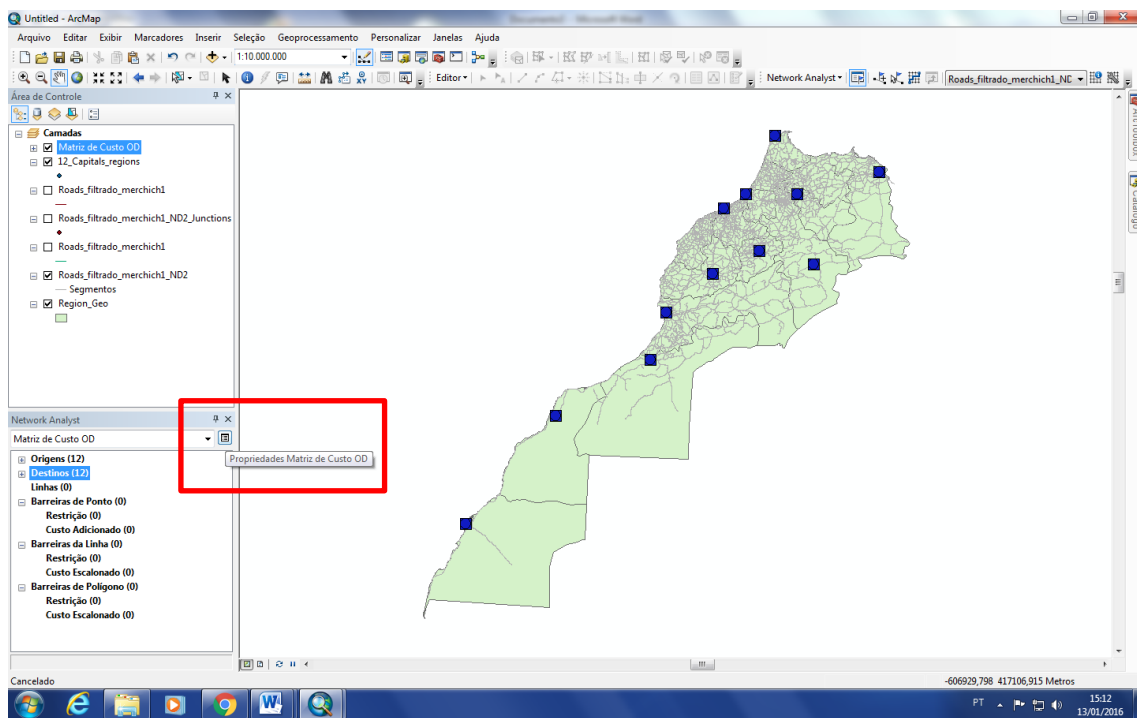 Untitled - ArcMap
Arquivo Editar Exibir Marcadores Inserir Seleção Geoprocessamento Personalizar Janelas Ajuda
1:10.000.000
Editor Network Analyst Roads_filtrado_merchich1_NC
Área de Controle
Camadas
Matriz de Custo OD
12_Capitals_regions
Roads_filtrado_merchich1
Roads_filtrado_merchich1_ND2_Junctions
Roads_filtrado_merchich1
Roads_filtrado_merchich1_ND2
Segmentos
Region_Geo
Network Analyst
Matriz de Custo OD
Propriedades Matriz de Custo OD
Origens (12)
Destinos (12)
Linhas (0)
Barreiras de Ponto (0)
Restrição (0)
Custo Adicionado (0)
Barreiras da Linha (0)
Restrição (0)
Custo Escalonado (0)
Barreiras de Polígono (0)
Restrição (0)
Custo Escalonado (0)
Cancelado
-606929,798 417106,915 Metros
PT
15:12
13/01/2016